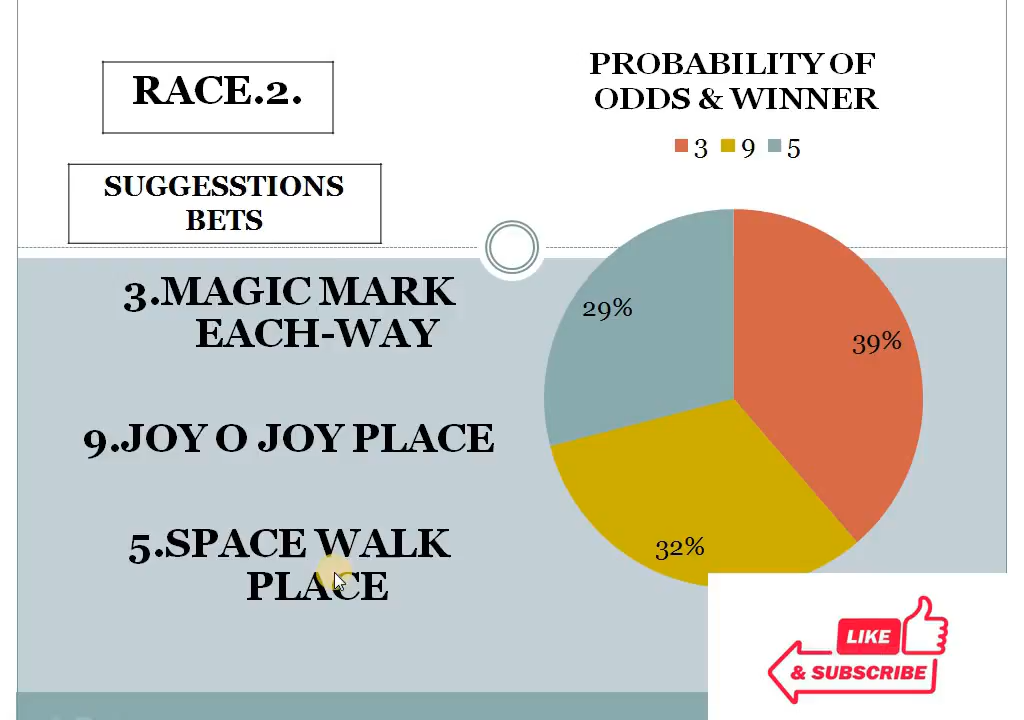 RACE.2.
SUGGESSTIONS
BETS
3.MAGIC MARK
EACH-WAY
9.JOY O JOY PLACE
5.SPACE WALK
PLACE
PROBABILITY OF
ODDS & WINNER
3 9 5
29%
39%
32%
LIKE
& SUBSCRIBE